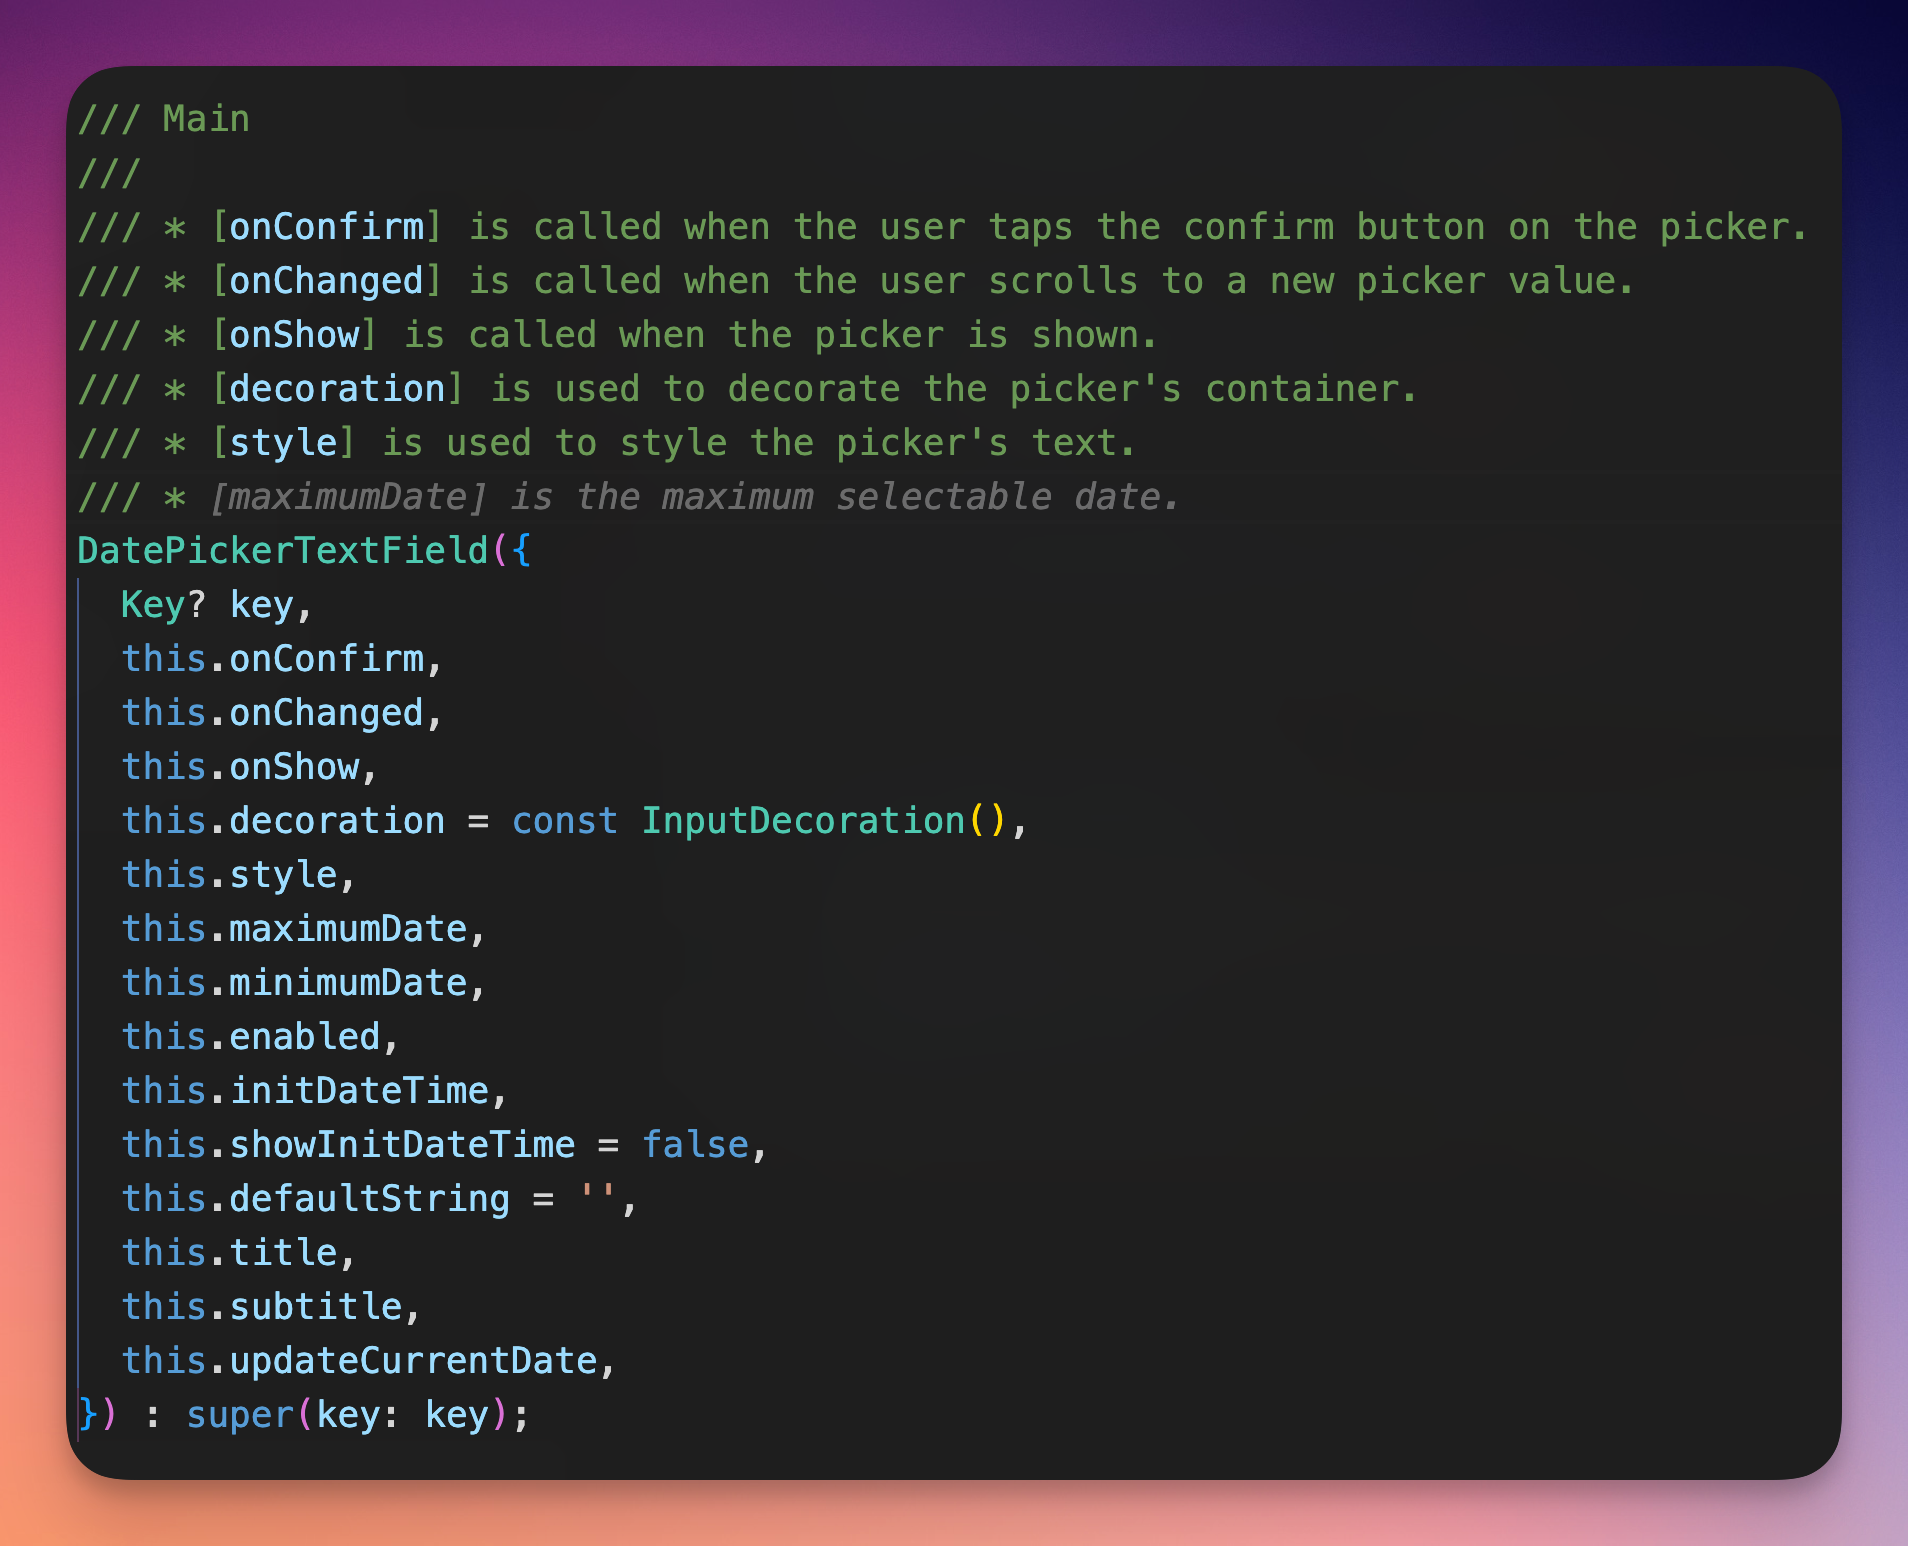 /// Main
///
/// * [onConfirm] is called when the user taps the confirm button on the picker.
/// * [onChanged] is called when the user scrolls to a new picker value.
/// * [onShow] is called when the picker is shown.
/// * [decoration] is used to decorate the picker's container.
/// * [style] is used to style the picker's text.
/// * [maximumDate] is the maximum selectable date.
DatePickerTextField({
  Key? key,
  this.onConfirm,
  this.onChanged,
  this.onShow,
  this.decoration = const InputDecoration(),
  this.style,
  this.maximumDate,
  this.minimumDate,
  this.enabled,
  this.initDateTime,
  this.showInitDateTime = false,
  this.defaultString = '',
  this.title,
  this.subtitle,
  this.updateCurrentDate,
}) : super(key: key);